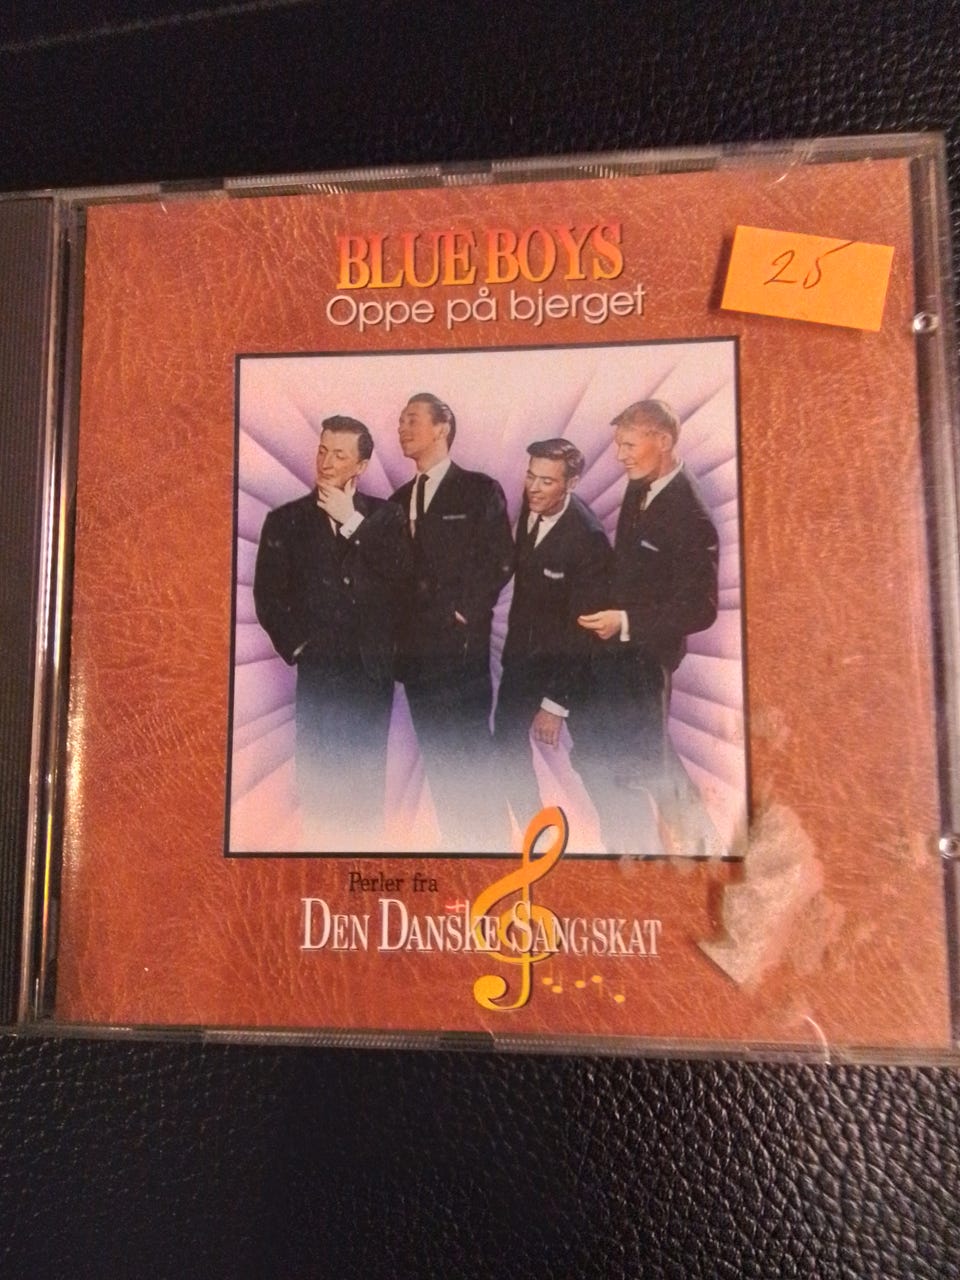 BLUE BOYS
Oppe på bjerget
25
Perler fra
DEN DANSKE SANGSKAT